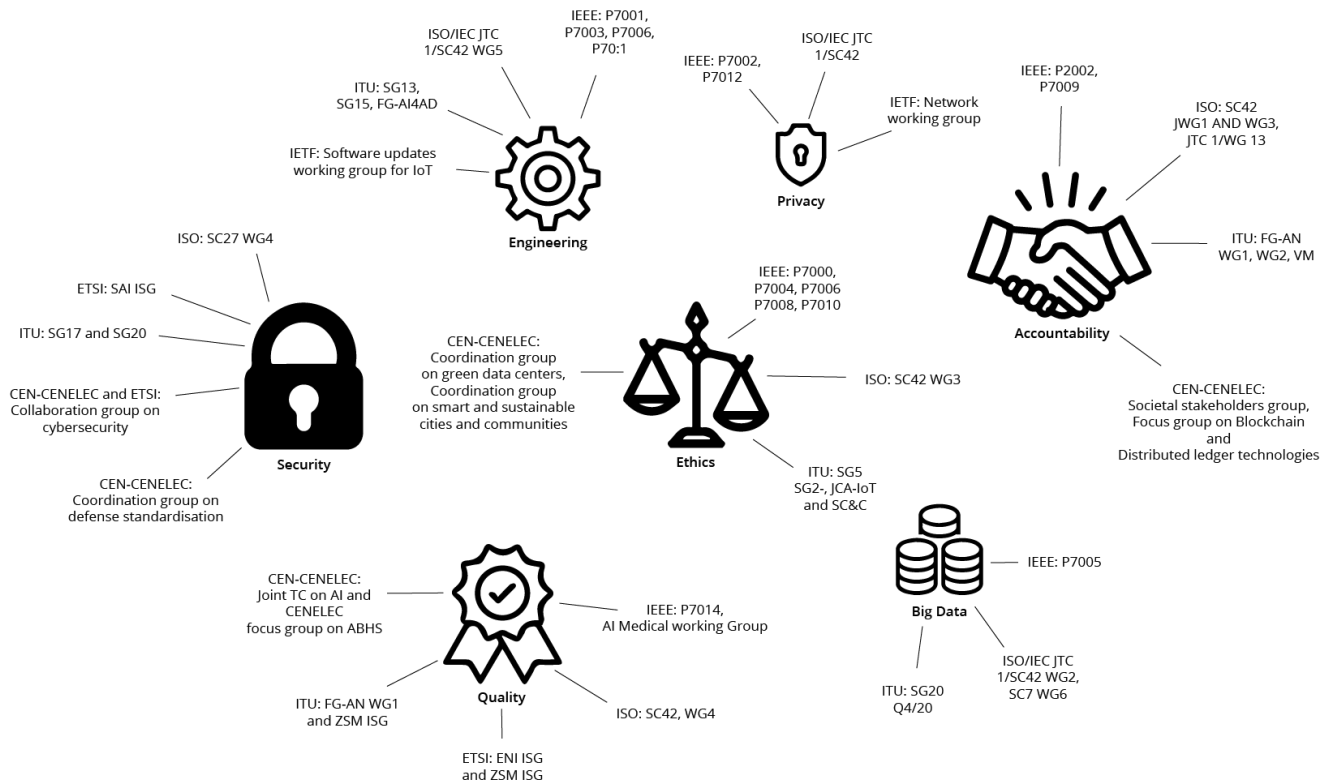 IEEE: P7001,
P7003, P7006,
P70:1
ISO/IEC JTC
1/SC42 WG5
ITU: SG13,
SG15, FG-AI4AD
IETF: Software updates
working group for IoT
Engineering
IEEE: P7002,
P7012
ISO/IEC JTC
1/SC42
IETF: Network
working group
Privacy
IEEE: P2002,
P7009
ISO: SC42
JWG1 AND WG3,
JTC 1/WG 13
ITU: FG-AN
WG1, WG2, VM
Accountability
CEN-CENELEC:
Societal stakeholders group,
Focus group on Blockchain
and
Distributed ledger technologies
ISO: SC27 WG4
ETSI: SAI ISG
ITU: SG17 and SG20
CEN-CENELEC and ETSI:
Collaboration group on
cybersecurity
CEN-CENELEC:
Coordination group on
defense standardisation
Security
IEEE: P7000,
P7004, P7006
P7008, P7010
CEN-CENELEC:
Coordination group
on green data centers,
Coordination group
on smart and sustainable
cities and communities
ISO: SC42 WG3
ITU: SG5
SG2-, JCA-IoT
and SC&C
Ethics
CEN-CENELEC:
Joint TC on AI and
CENELEC
focus group on ABHS
IEEE: P7014,
AI Medical working Group
ITU: FG-AN WG1
and ZSM ISG
ISO: SC42, WG4
ETSI: ENI ISG
and ZSM ISG
Quality
IEEE: P7005
Big Data
ITU: SG20
Q4/20
ISO/IEC JTC
1/SC42 WG2,
SC7 WG6